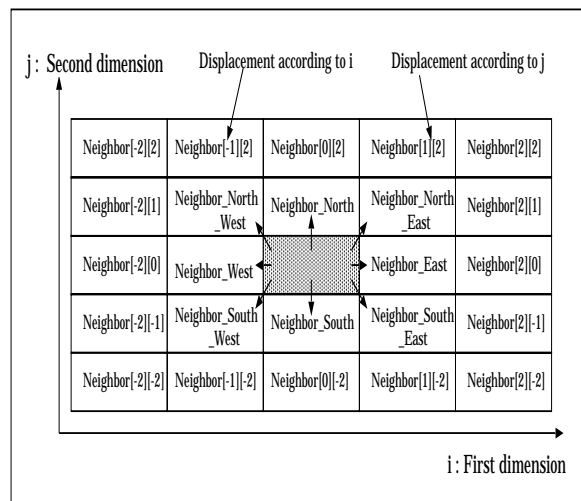 j : Second dimension
Displacement according to i
Displacement according to j
Neighbor[-2][2]
Neighbor[-1][2]
Neighbor[0][2]
Neighbor[1][2]
Neighbor[2][2]
Neighbor[-2][1]
Neighbor_North
_West
Neighbor_North
Neighbor_North
_East
Neighbor[2][1]
Neighbor[-2][0]
Neighbor_West
Neighbor_East
Neighbor[2][0]
Neighbor[-2][-1]
Neighbor_South
_West
Neighbor_South
Neighbor_South
_East
Neighbor[2][-1]
Neighbor[-2][-2]
Neighbor[-1][-2]
Neighbor[0][-2]
Neighbor[1][-2]
Neighbor[2][-2]
i : First dimension